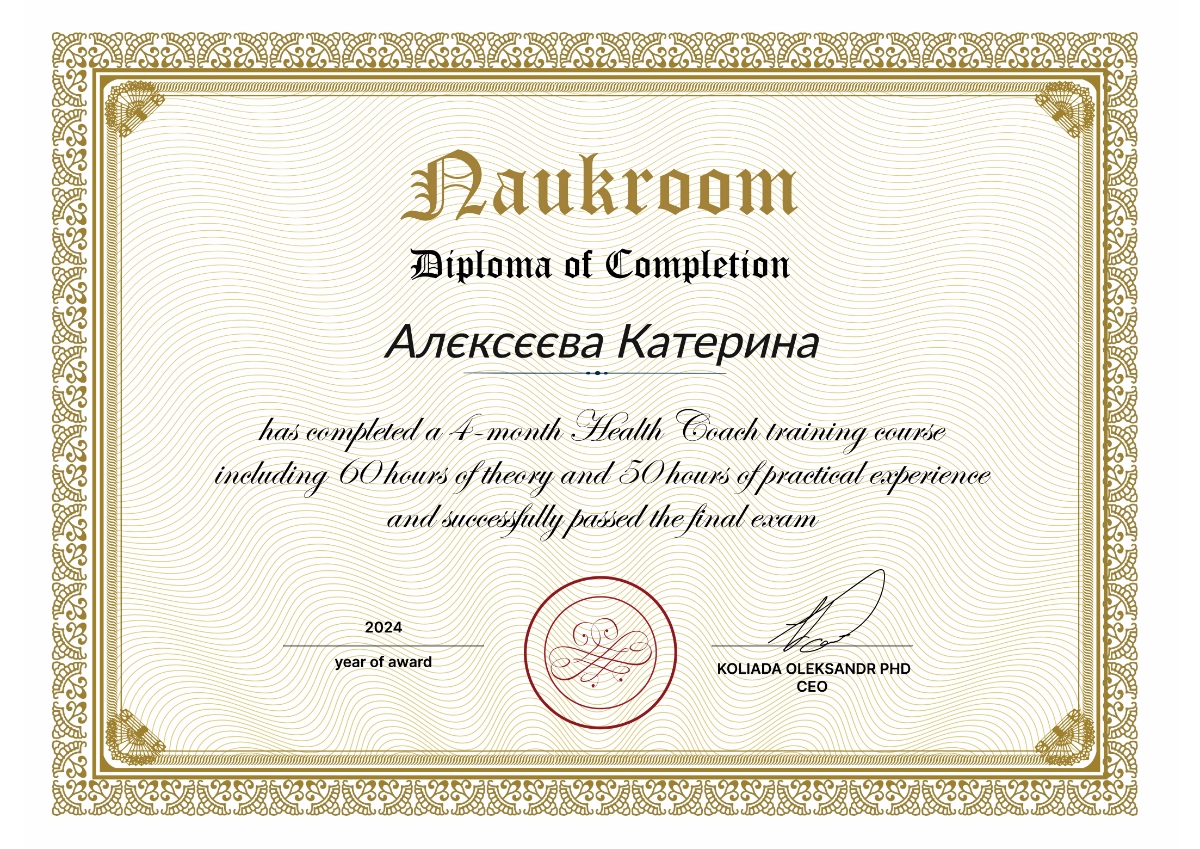 Naukroom
Diploma of Completion
Алєксєєва Катерина
has completed a 4-month Health Coach training course
including 60 hours of theory and 50 hours of practical experience
and successfully passed the final exam
2024
year of award
KOLIADA OLEKSANDR PHD
CEO